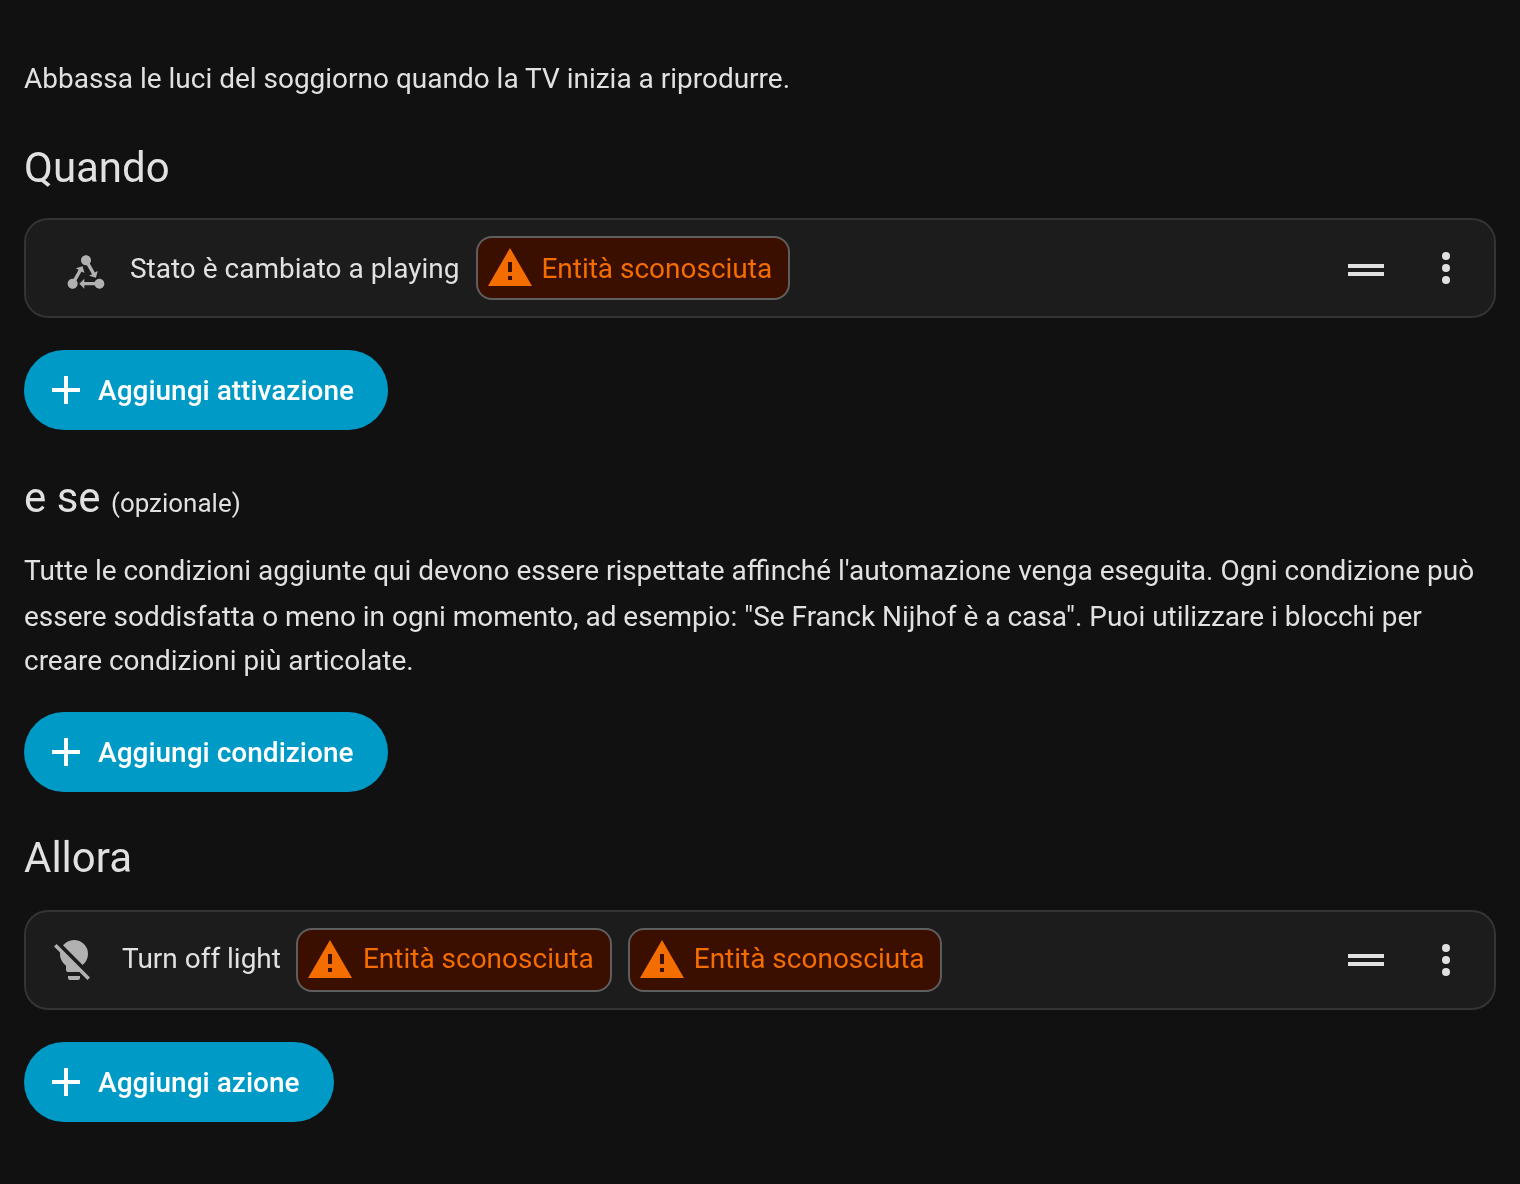 Abbassa le luci del soggiorno quando la TV inizia a riprodurre.
Quando
Stato è cambiato a playing Entità sconosciuta
Aggiungi attivazione
e se (opzionale)
Tutte le condizioni aggiunte qui devono essere rispettate affinché l'automazione venga eseguita. Ogni condizione può
essere soddisfatta o meno in ogni momento, ad esempio: "Se Franck Nijhof è a casa". Puoi utilizzare i blocchi per
creare condizioni più articolate.
Aggiungi condizione
Allora
Turn off light Entità sconosciuta Entità sconosciuta
Aggiungi azione